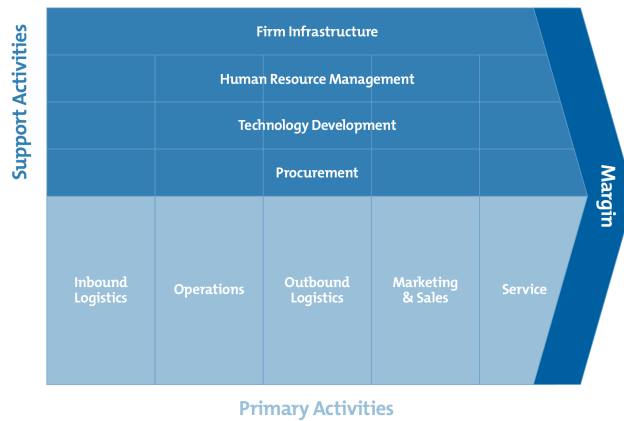 Support Activities
Firm Infrastructure
Human Resource Management
Technology Development
Procurement
Margin
Inbound
Logistics
Operations
Outbound
Logistics
Marketing
& Sales
Service
Primary Activities